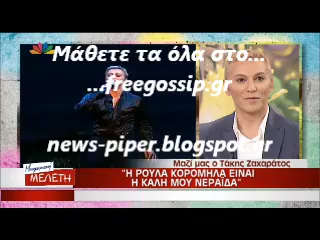 Μάθετε τα όλα στο...
...freegossip.gr
news-piper.blogspot.gr
Μαζί μας ο Τάκης Ζαχαράτος
Μεσημεριανή
ΜΕΛΕΤΗ
"Η ΡΟΥΛΑ ΚΟΡΟΜΗΛΑ ΕΙΝΑΙ
Η ΚΑΛΗ ΜΟΥ ΝΕΡΑΪΔΑ"